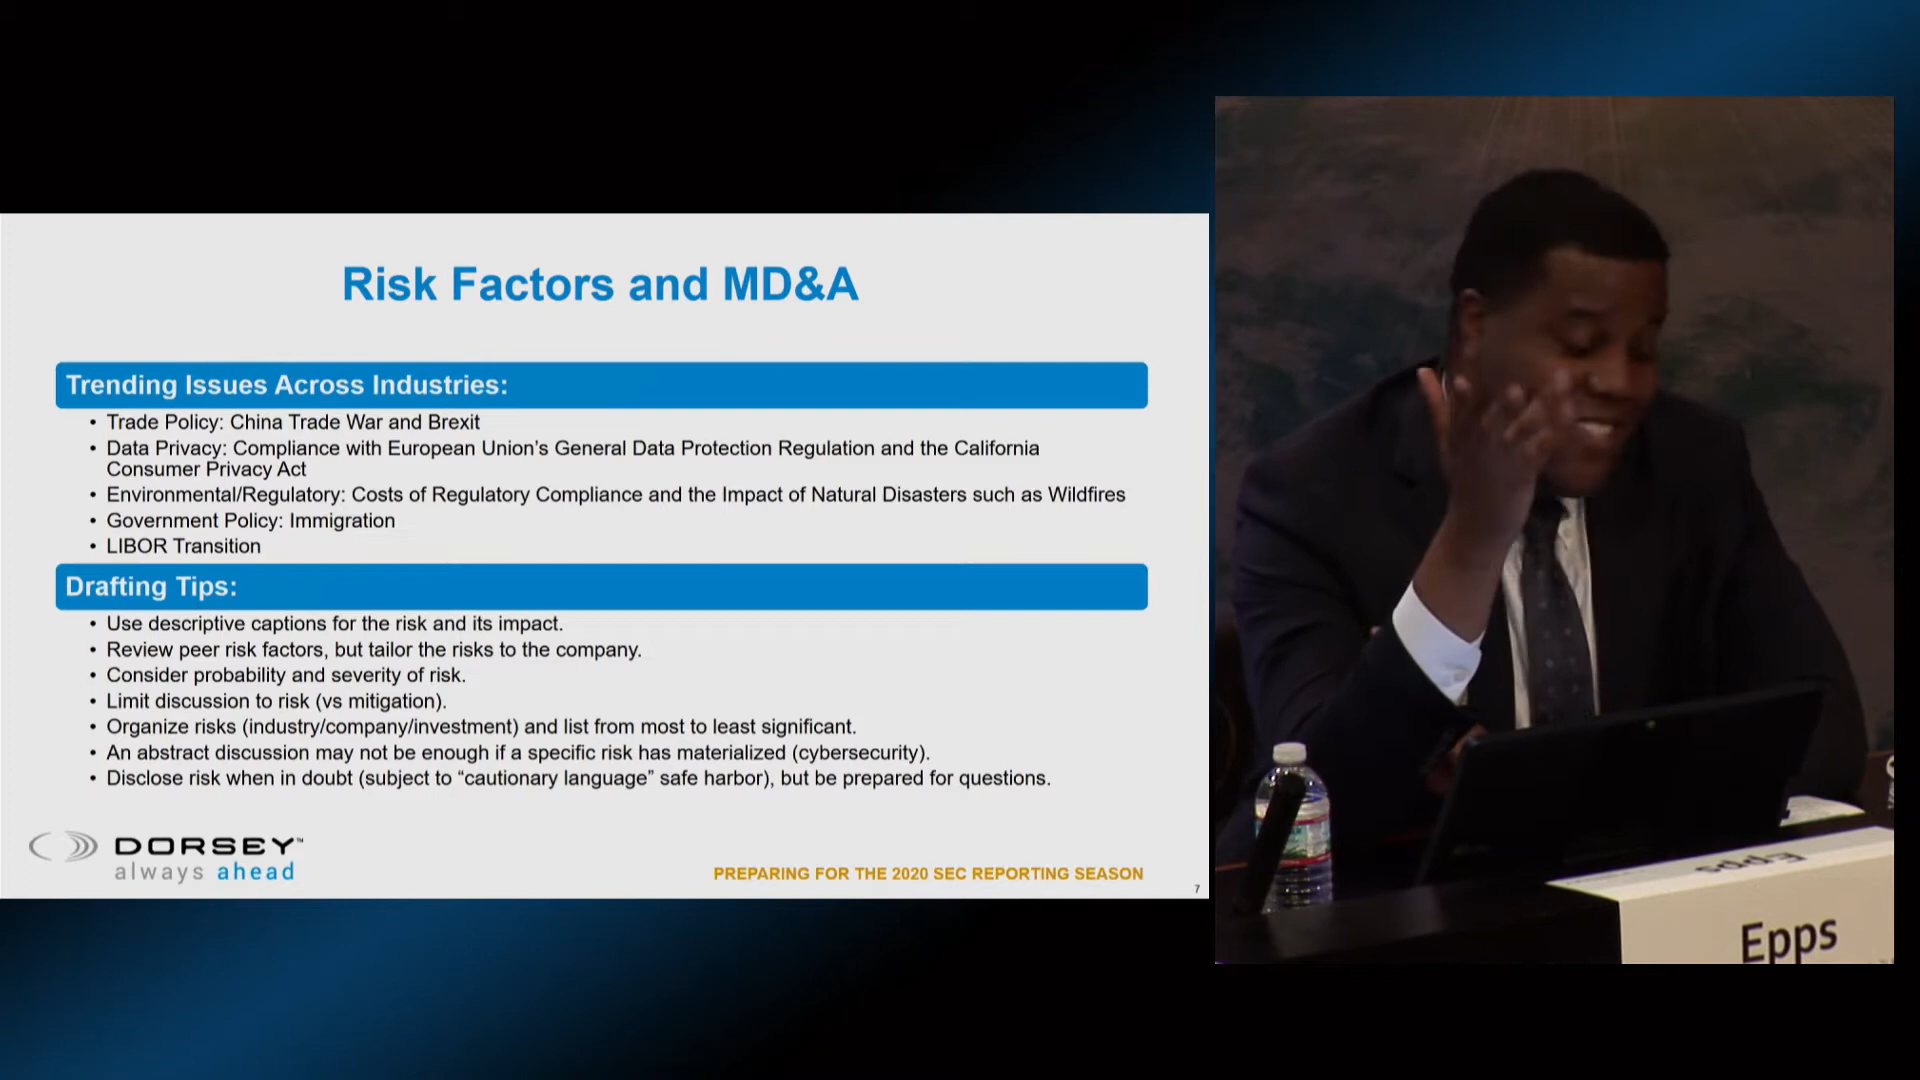 Risk Factors and MD&A
Trending Issues Across Industries:
• Trade Policy: China Trade War and Brexit
• Data Privacy: Compliance with European Union’s General Data Protection Regulation and the California
Consumer Privacy Act
• Environmental/Regulatory: Costs of Regulatory Compliance and the Impact of Natural Disasters such as Wildfires
• Government Policy: Immigration
• LIBOR Transition
Drafting Tips:
• Use descriptive captions for the risk and its impact.
• Review peer risk factors, but tailor the risks to the company.
• Consider probability and severity of risk.
• Limit discussion to risk (vs mitigation).
• Organize risks (industry/company/investment) and list from most to least significant.
• An abstract discussion may not be enough if a specific risk has materialized (cybersecurity).
• Disclose risk when in doubt (subject to “cautionary language” safe harbor), but be prepared for questions.
DORSEY™
always ahead
PREPARING FOR THE 2020 SEC REPORTING SEASON
7
Epps
Epps